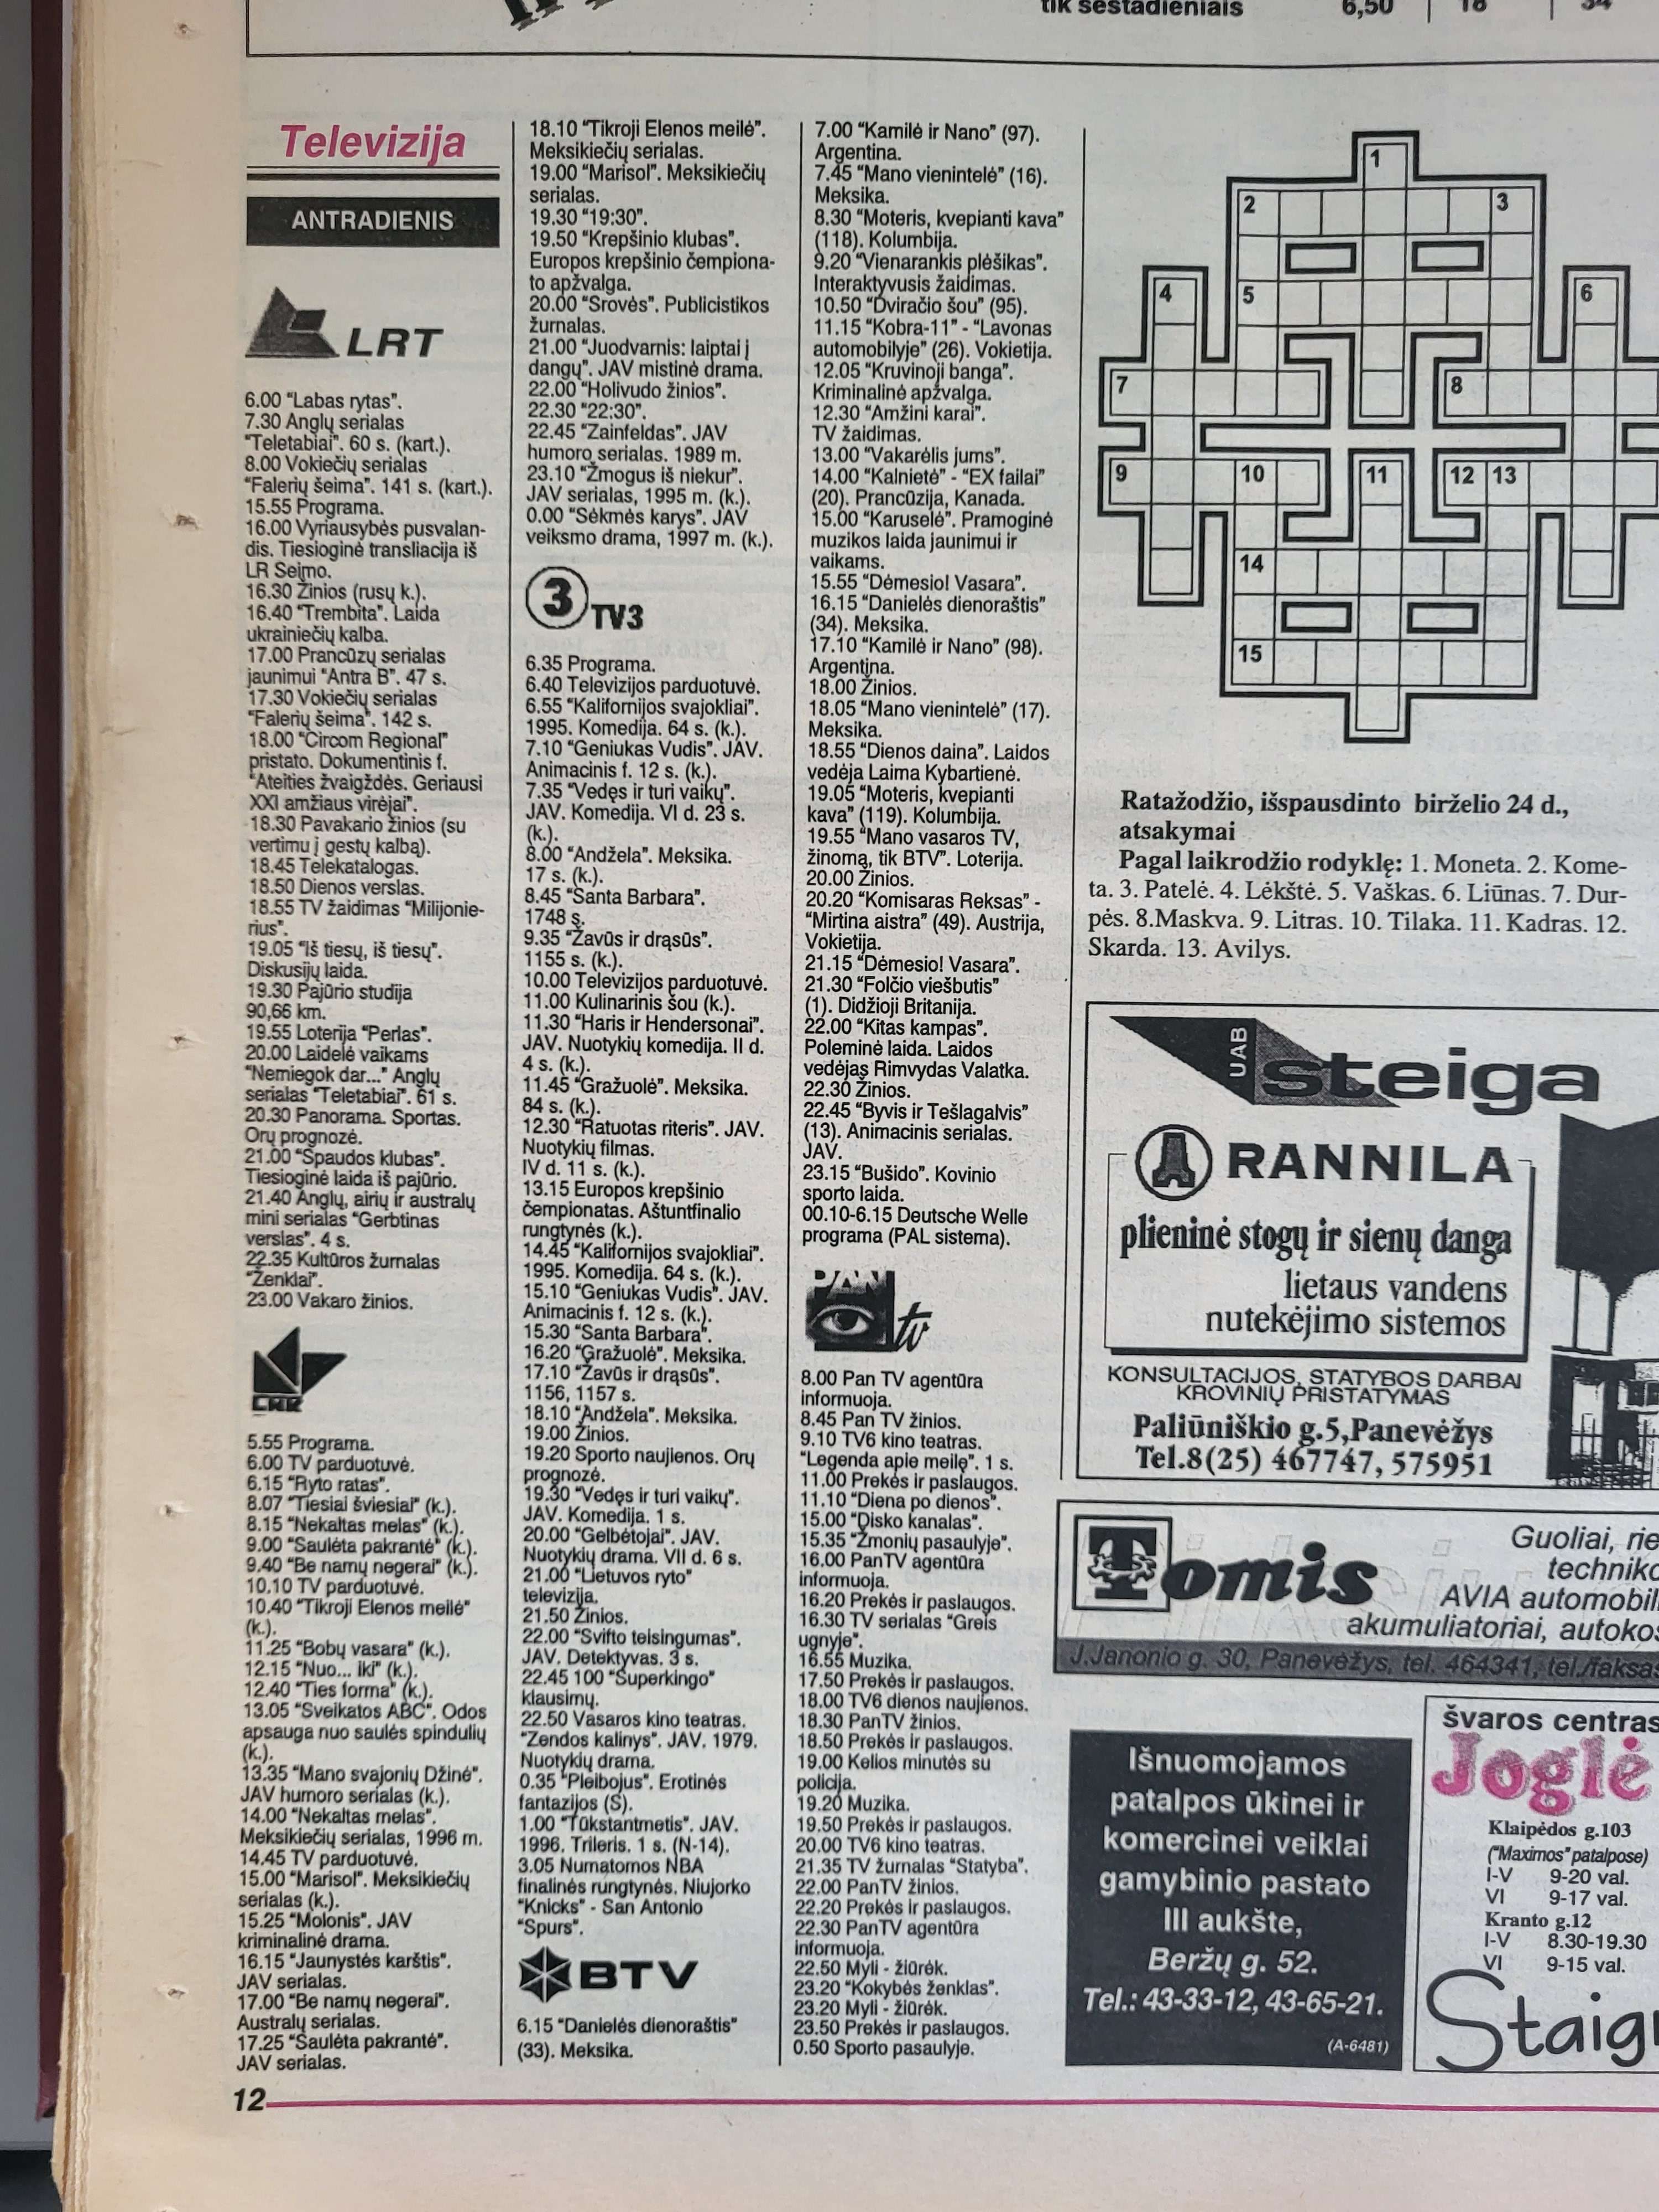 tik šeštadieniais 6,50 18 34
Televizija
ANTRADIENIS
LRT
6.00 “Labas rytas”.
7.30 Anglų serialas
“Teletabiai”. 60 s. (kart.).
8.00 Vokiečių serialas
“Falerių šeima”. 141 s. (kart.).
15.55 Programa.
16.00 Vyriausybės pusvalan-
dis. Tiesioginė transliacija iš
LR Seimo.
16.30 Žinios (rusų k.).
16.40 “Trembita”. Laida
ukrainiečių kalba.
17.00 Prancūzų serialas
jaunimui “Antra B”. 47 s.
17.30 Vokiečių serialas
“Falerių šeima”. 142 s.
18.00 “Circom Regional”
pristato. Dokumentinis f.
“Ateities žvaigždės. Geriausi
XXI amžiaus virėjai”.
18.30 Pavakario žinios (su
vertimu į gestų kalbą).
18.45 Telekatalogas.
18.50 Dienos verslas.
18.55 TV žaidimas “Milijonie-
rius”.
19.05 “Iš tiesų, iš tiesų”.
Diskusijų laida.
19.30 Pajūrio studija
90,66 km.
19.55 Loterija “Perlas”.
20.00 Laidelė vaikams
“Nemiegok dar...” Anglų
serialas “Teletabiai”. 61 s.
20.30 Panorama. Sportas.
Orų prognozė.
21.00 “Spaudos klubas”.
Tiesioginė laida iš pajūrio.
21.40 Anglų, airių ir australų
mini serialas “Gerbtinas
verslas”. 4 s.
22.35 Kultūros žurnalas
“Ženklai”.
23.00 Vakaro žinios.
LNK
5.55 Programa.
6.00 TV parduotuvė.
6.15 “Ryto ratas”.
8.07 “Tiesiai šviesiai” (k.).
8.15 “Nekaltas melas” (k.).
9.00 “Saulėta pakrantė” (k.).
9.40 “Be namų negerai” (k.).
10.10 TV parduotuvė.
10.40 “Tikroji Elenos meilė”
(k.).
11.25 “Bobų vasara” (k.).
12.15 “Nuo... iki” (k.).
12.40 “Ties forma” (k.).
13.05 “Sveikatos ABC”. Odos
apsauga nuo saulės spindulių
(k.).
13.35 “Mano svajonių Džinė”.
JAV humoro serialas (k.).
14.00 “Nekaltas melas”.
Meksikiečių serialas, 1996 m.
14.45 TV parduotuvė.
15.00 “Marisol”. Meksikiečių
serialas (k.).
15.25 “Molonis”. JAV
kriminalinė drama.
16.15 “Jaunystės karštis”.
JAV serialas.
17.00 “Be namų negerai”.
Australų serialas.
17.25 “Saulėta pakrantė”.
JAV serialas.
18.10 “Tikroji Elenos meilė”.
Meksikiečių serialas.
19.00 “Marisol”. Meksikiečių
serialas.
19.30 “19:30”.
19.50 “Krepšinio klubas”.
Europos krepšinio čempiona-
to apžvalga.
20.00 “Srovės”. Publicistikos
žurnalas.
21.00 “Juodvarnis: laiptai į
dangų”. JAV mistinė drama.
22.00 “Holivudo žinios”.
22.30 “22:30”.
22.45 “Zainfeldas”. JAV
humoro serialas. 1989 m.
23.10 “Žmogus iš niekur”.
JAV serialas, 1995 m. (k.).
0.00 “Sėkmės karys”. JAV
veiksmo drama, 1997 m. (k.).
3 TV3
6.35 Programa.
6.40 Televizijos parduotuvė.
6.55 “Kalifornijos svajokliai”.
1995. Komedija. 64 s. (k.).
7.10 “Geniukas Vudis”. JAV.
Animacinis f. 12 s. (k.).
7.35 “Vedęs ir turi vaikų”.
JAV. Komedija. VI d. 23 s.
(k.).
8.00 “Andžela”. Meksika.
17 s. (k.).
8.45 “Santa Barbara”.
1748 s.
9.35 “Žavūs ir drąsūs”.
1155 s. (k.).
10.00 Televizijos parduotuvė.
11.00 Kulinarinis šou (k.).
11.30 “Haris ir Hendersonai”.
JAV. Nuotykių komedija. II d.
4 s. (k.).
11.45 “Gražuolė”. Meksika.
84 s. (k.).
12.30 “Ratuotas riteris”. JAV.
Nuotykių filmas.
IV d. 11 s. (k.).
13.15 Europos krepšinio
čempionatas. Aštuntfinalio
rungtynės (k.).
14.45 “Kalifornijos svajokliai”.
1995. Komedija. 64 s. (k.).
15.10 “Geniukas Vudis”. JAV.
Animacinis f. 12 s. (k.).
15.30 “Santa Barbara”.
16.20 “Gražuolė”. Meksika.
17.10 “Žavūs ir drąsūs”.
1156, 1157 s.
18.10 “Andžela”. Meksika.
19.00 Žinios.
19.20 Sporto naujienos. Orų
prognozė.
19.30 “Vedęs ir turi vaikų”.
JAV. Komedija. 1 s.
20.00 “Gelbėtojai”. JAV.
Nuotykių drama. VII d. 6 s.
21.00 “Lietuvos ryto”
televizija.
21.50 Žinios.
22.00 “Svifto teisingumas”.
JAV. Detektyvas. 3 s.
22.45 100 “Superkingo”
klausimų.
22.50 Vasaros kino teatras.
“Zendos kalinys”. JAV. 1979.
Nuotykių drama.
0.35 “Pleibojus”. Erotinės
fantazijos (S).
1.00 “Tūkstantmetis”. JAV.
1996. Trileris. 1 s. (N-14).
3.05 Numatomos NBA
finalinės rungtynės. Niujorko
“Knicks” - San Antonio
“Spurs”.
BTV
6.15 “Danielės dienoraštis”
(33). Meksika.
7.00 “Kamilė ir Nano” (97).
Argentina.
7.45 “Mano vienintelė” (16).
Meksika.
8.30 “Moteris, kvepianti kava”
(118). Kolumbija.
9.20 “Vienarankis plėšikas”.
Interaktyvusis žaidimas.
10.50 “Dviračio šou” (95).
11.15 “Kobra-11” - “Lavonas
automobilyje” (26). Vokietija.
12.05 “Kruvinoji banga”.
Kriminalinė apžvalga.
12.30 “Amžini karai”.
TV žaidimas.
13.00 “Vakarėlis jums”.
14.00 “Kalnietė” - “EX failai”
(20). Prancūzija, Kanada.
15.00 “Karuselė”. Pramoginė
muzikos laida jaunimui ir
vaikams.
15.55 “Dėmesio! Vasara”.
16.15 “Danielės dienoraštis”
(34). Meksika.
17.10 “Kamilė ir Nano” (98).
Argentina.
18.00 Žinios.
18.05 “Mano vienintelė” (17).
Meksika.
18.55 “Dienos daina”. Laidos
vedėja Laima Kybartienė.
19.05 “Moteris, kvepianti
kava” (119). Kolumbija.
19.55 “Mano vasaros TV,
žinoma, tik BTV”. Loterija.
20.00 Žinios.
20.20 “Komisaras Reksas” -
“Mirtina aistra” (49). Austrija,
Vokietija.
21.15 “Dėmesio! Vasara”.
21.30 “Folčio viešbutis”
(1). Didžioji Britanija.
22.00 “Kitas kampas”.
Poleminė laida. Laidos
vedėjas Rimvydas Valatka.
22.30 Žinios.
22.45 “Byvis ir Tešlagalvis”
(13). Animacinis serialas.
JAV.
23.15 “Bušido”. Kovinio
sporto laida.
00.10-6.15 Deutsche Welle
programa (PAL sistema).
PAN tv
8.00 Pan TV agentūra
informuoja.
8.45 Pan TV žinios.
9.10 TV6 kino teatras.
“Legenda apie meilę”. 1 s.
11.00 Prekės ir paslaugos.
11.10 “Diena po dienos”.
15.00 “Disko kanalas”.
15.35 “Žmonių pasaulyje”.
16.00 PanTV agentūra
informuoja.
16.20 Prekės ir paslaugos.
16.30 TV serialas “Greis
ugnyje”.
16.55 Muzika.
17.50 Prekės ir paslaugos.
18.00 TV6 dienos naujienos.
18.30 PanTV žinios.
18.50 Prekės ir paslaugos.
19.00 Kelios minutės su
policija.
19.20 Muzika.
19.50 Prekės ir paslaugos.
20.00 TV6 kino teatras.
21.35 TV žurnalas “Statyba”.
22.00 PanTV žinios.
22.20 Prekės ir paslaugos.
22.30 PanTV agentūra
informuoja.
22.50 Myli - žiūrėk.
23.20 “Kokybės ženklas”.
23.20 Myli - žiūrėk.
23.50 Prekės ir paslaugos.
0.50 Sporto pasaulyje.
1
2 3
4 5 6
7 8
9 10 11 12 13
14
15
Ratažodžio, išspausdinto birželio 24 d.,
atsakymai
Pagal laikrodžio rodyklę: 1. Moneta. 2. Kome-
ta. 3. Patelė. 4. Lėkštė. 5. Vaškas. 6. Liūnas. 7. Dur-
pės. 8.Maskva. 9. Litras. 10. Tilaka. 11. Kadras. 12.
Skarda. 13. Avilys.
UAB
steiga
RANNILA
plieninė stogų ir sienų danga
lietaus vandens
nutekėjimo sistemos
KONSULTACIJOS, STATYBOS DARBAI
KROVINIŲ PRISTATYMAS
Paliūniškio g.5,Panevėžys
Tel.8(25) 467747, 575951
Tomis
Guoliai, rie
techniko
AVIA automobil
akumuliatoriai, autokos
J.Janonio g. 30, Panevėžys, tel. 464341, tel./faksas
Išnuomojamos
patalpos ūkinei ir
komercinei veiklai
gamybinio pastato
III aukšte,
Beržų g. 52.
Tel.: 43-33-12, 43-65-21.
(A-6481)
švaros centras
Joglė
Klaipėdos g.103
("Maximos" patalpose)
I-V 9-20 val.
VI 9-17 val.
Kranto g.12
I-V 8.30-19.30
VI 9-15 val.
Staig
12